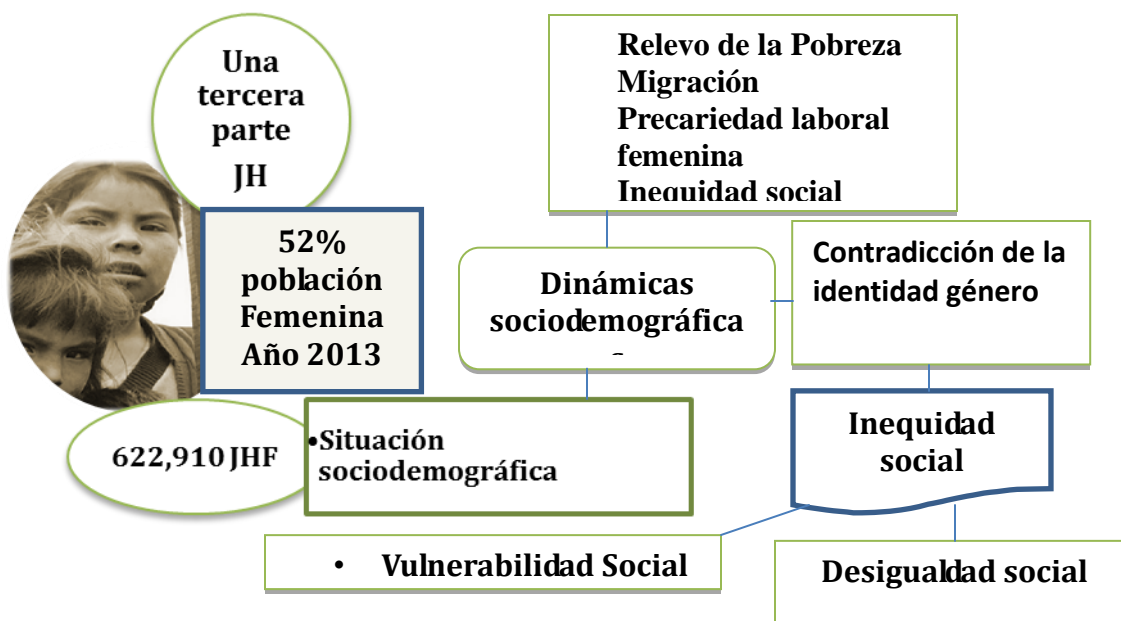 Una
tercera
parte
JH
52%
población
Femenina
Año 2013
622,910 JHF
•Situación
sociodemográfica
Relevo de la Pobreza
Migración
Precariedad laboral
femenina
Inequidad social
Dinámicas
sociodemográfica
s
Contradicción de la
identidad género
Inequidad
social
• Vulnerabilidad Social
Desigualdad social